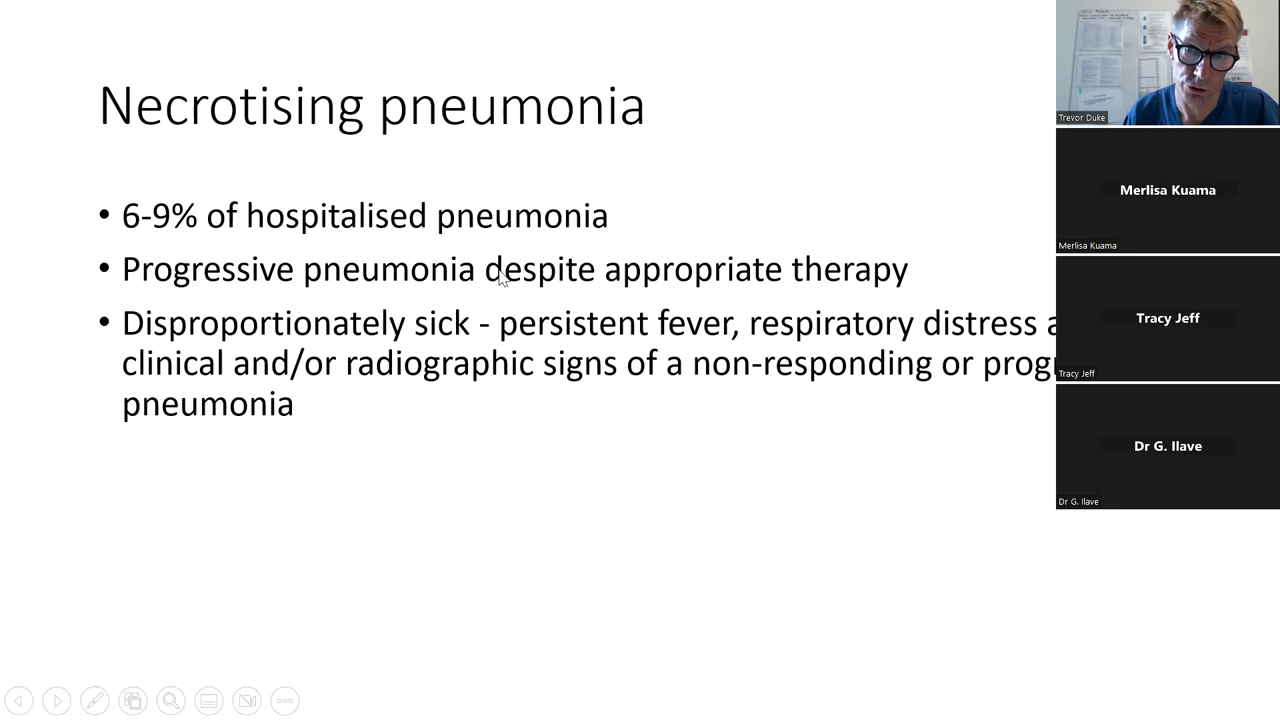 Necrotising pneumonia
• 6-9% of hospitalised pneumonia
• Progressive pneumonia despite appropriate therapy
• Disproportionately sick - persistent fever, respiratory distress
clinical and/or radiographic signs of a non-responding or
pneumonia
Trevor Duke
Merlisa Kuama
Merlisa Kuama
Tracy Jeff
Tracy Jeff
Dr G. Ilave
Dr G. Ilave